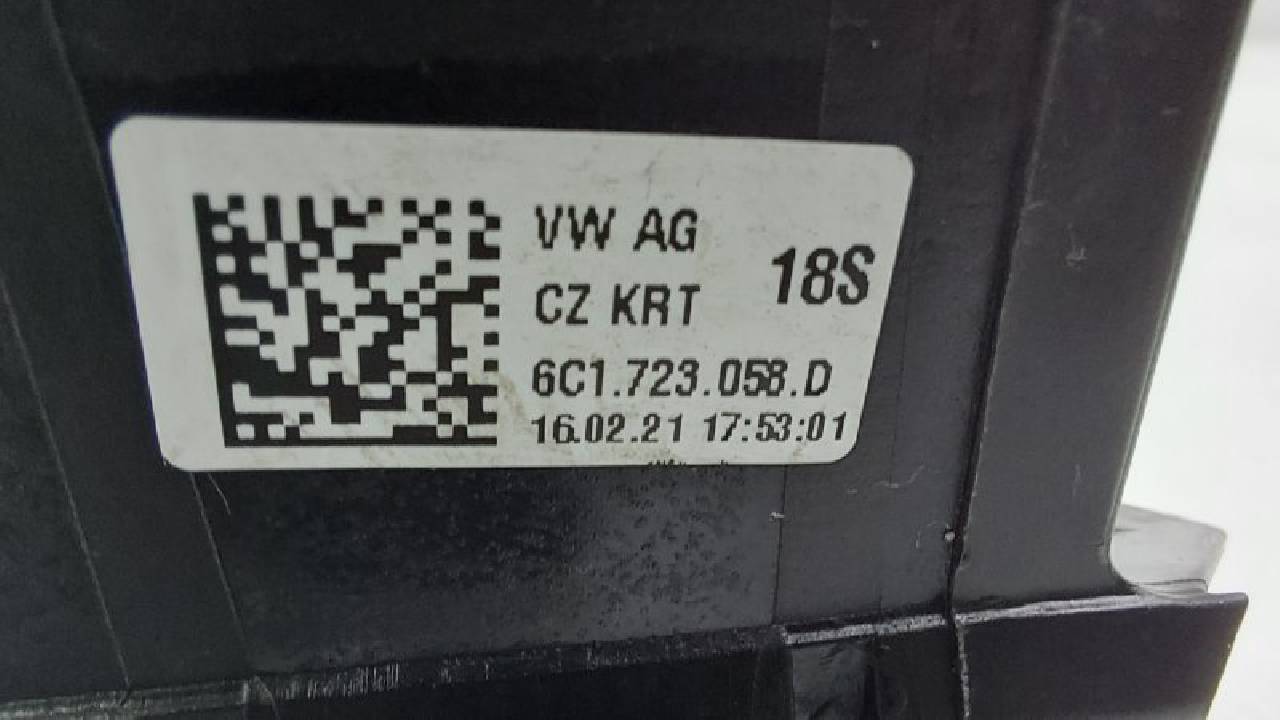 VW AG
CZ KRT
18S
6C1.723.058.D
16.02.21 17:53:01